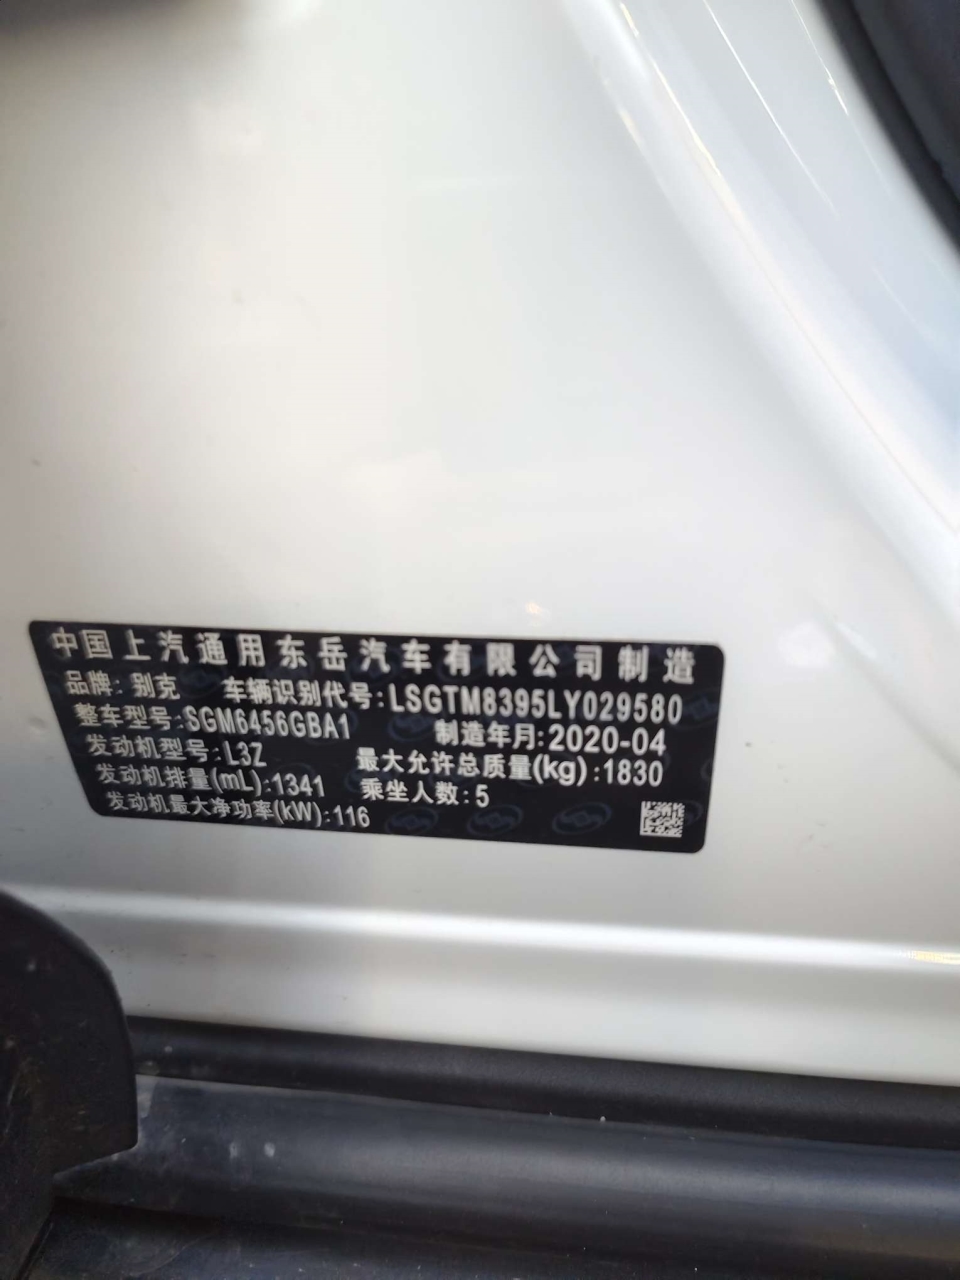 中国上汽通用东岳汽车有限公司制造
品牌: 别克 车辆识别代号:LSGTM8395LY029580
整车型号:SGM6456GBA1 制造年月:2020-04
发动机型号:L3Z 最大允许总质量(kg):1830
发动机排量(mL):1341 乘坐人数:5
发动机最大净功率(kW):116